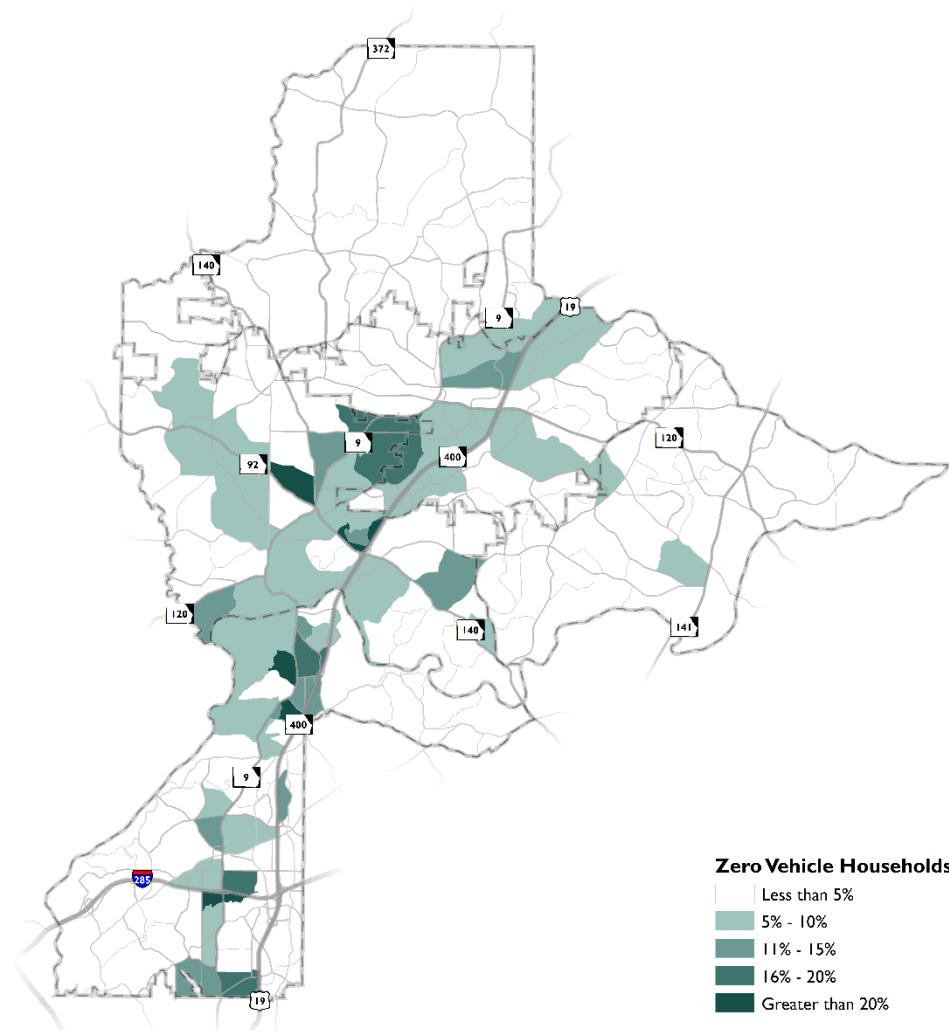 372
140
9
19
9
120
92
400
120
140
141
400
9
285
19
Zero Vehicle Households
Less than 5%
5% - 10%
11% - 15%
16% - 20%
Greater than 20%